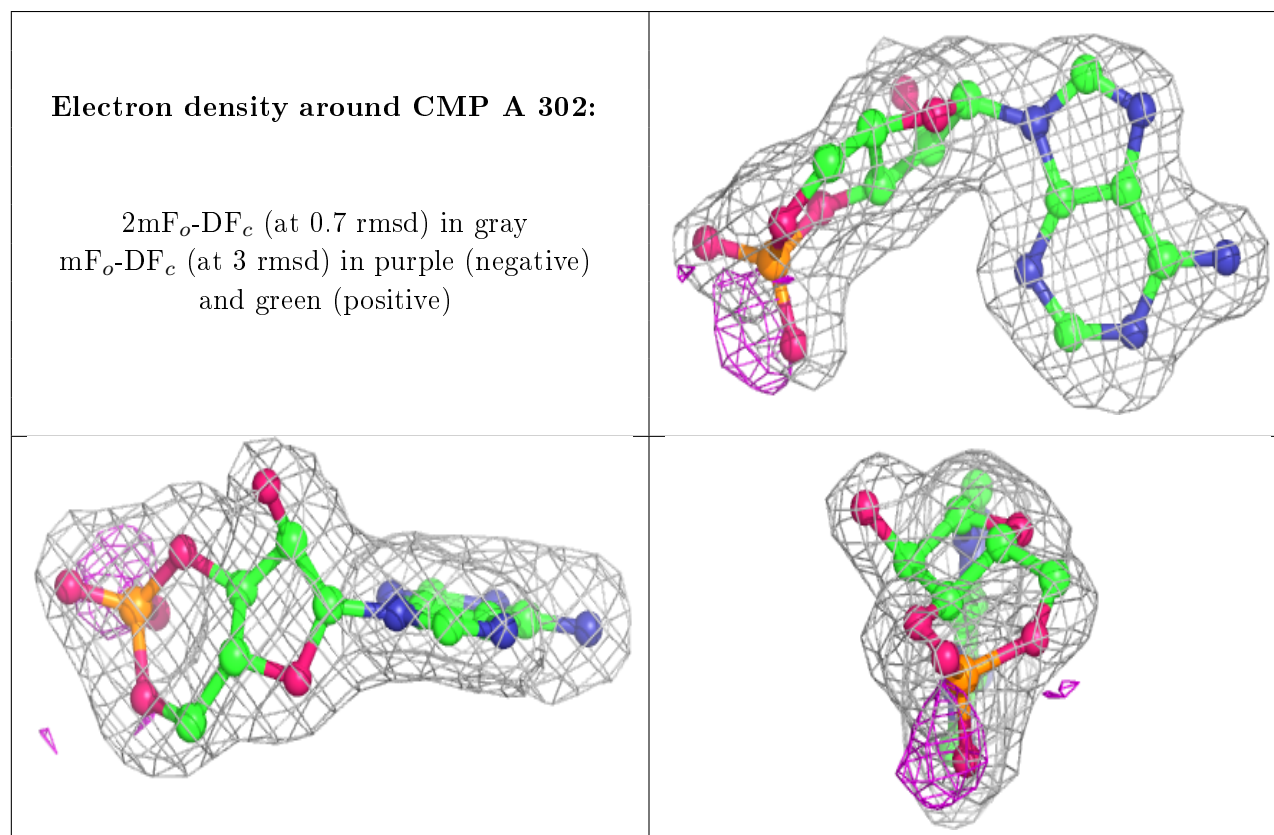 Electron density around CMP A 302:
2mFo-DFc (at 0.7 rmsd) in gray
mFo-DFc (at 3 rmsd) in purple (negative)
and green (positive)